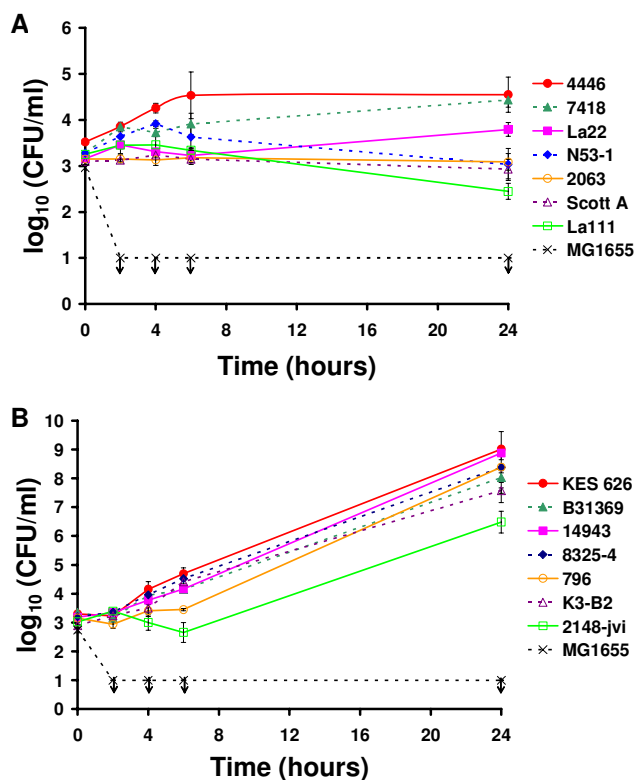 A
log10 (CFU/ml)
6
5
4
3
2
1
0
0 4 8 12 16 20 24
Time (hours)
4446
7418
La22
N53-1
2063
Scott A
La111
MG1655
B
log10 (CFU/ml)
10
9
8
7
6
5
4
3
2
1
0
0 4 8 12 16 20 24
Time (hours)
KES 626
B31369
14943
8325-4
796
K3-B2
2148-jvi
MG1655